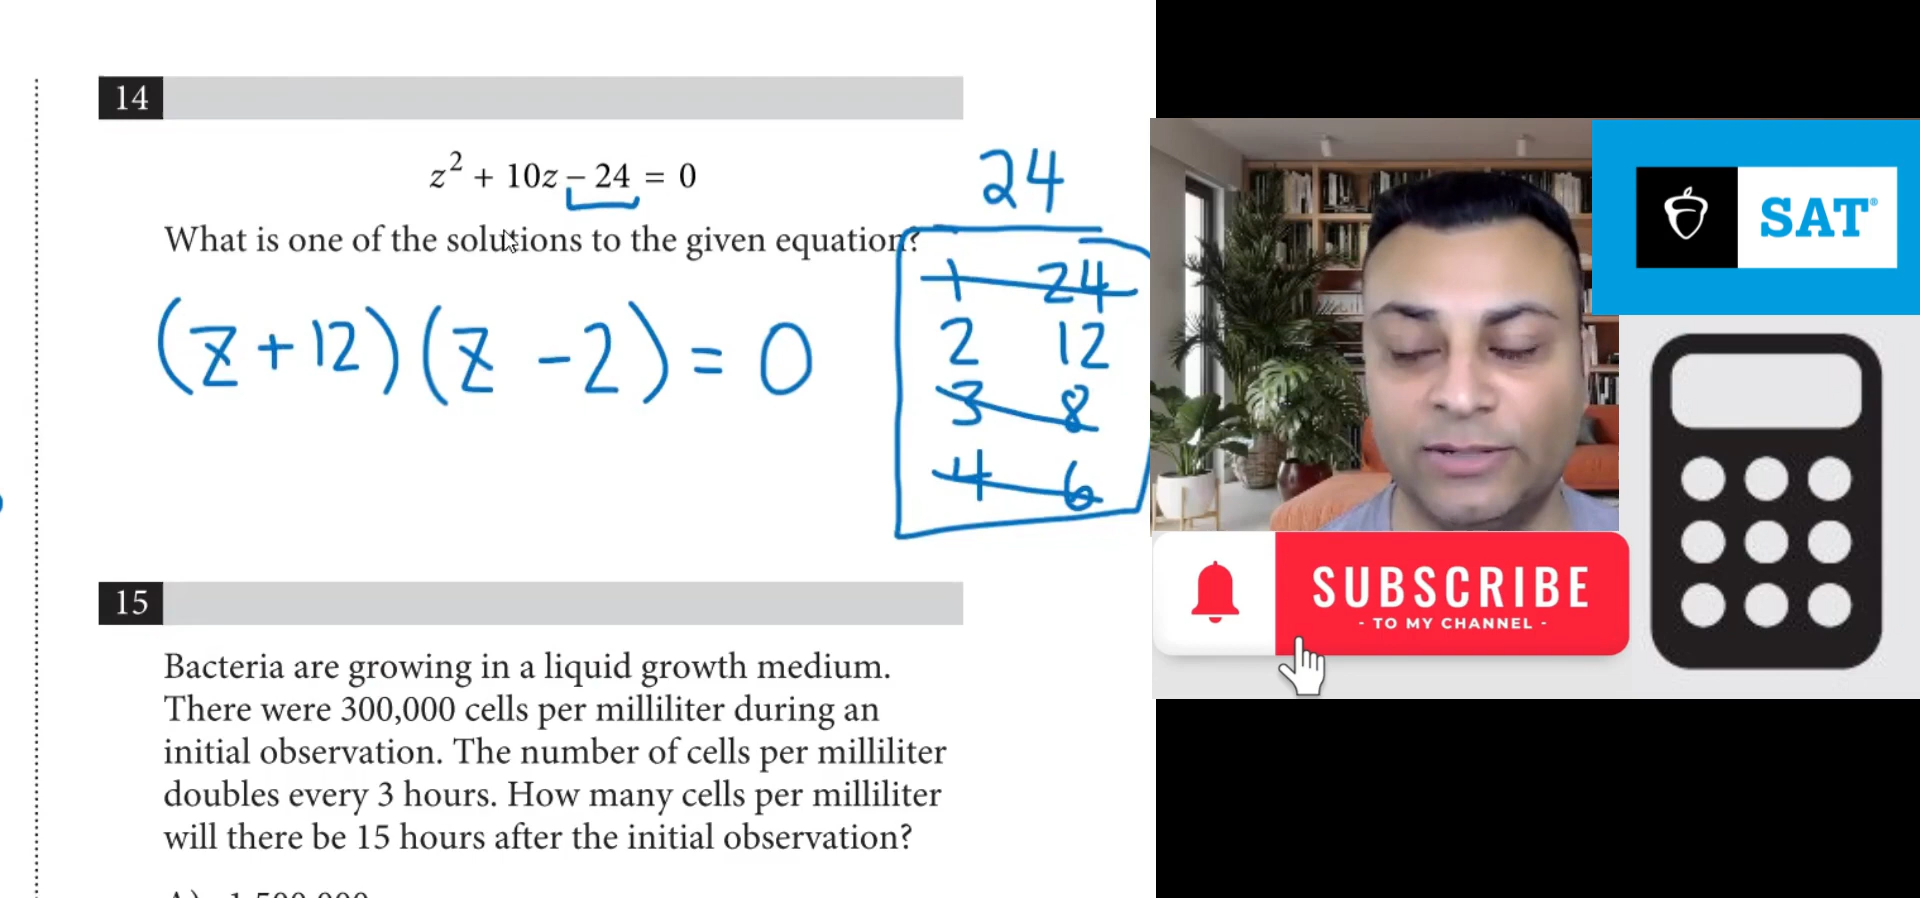 14
z² + 10z − 24 = 0
What is one of the solutions to the given equation?
(z + 12)(z − 2) = 0
24
1 24
2 12
3 8
4 6
15
Bacteria are growing in a liquid growth medium.
There were 300,000 cells per milliliter during an
initial observation. The number of cells per milliliter
doubles every 3 hours. How many cells per milliliter
will there be 15 hours after the initial observation?
SAT®
SUBSCRIBE
- TO MY CHANNEL -